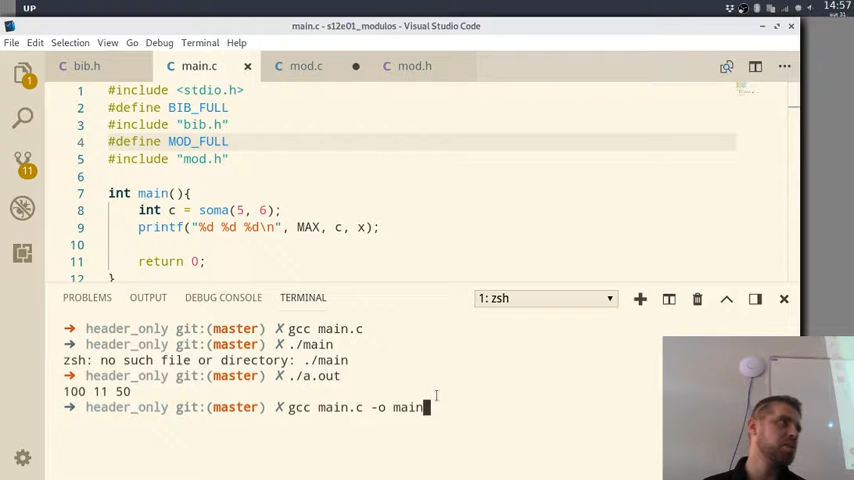 UP
14:57
out 31
main.c - s12e01_modulos - Visual Studio Code
File Edit Selection View Go Debug Terminal Help
bib.h main.c mod.c mod.h
1 #include <stdio.h>
2 #define BIB_FULL
3 #include "bib.h"
4 #define MOD_FULL
5 #include "mod.h"
6
7 int main(){
8 int c = soma(5, 6);
9 printf("%d %d %d\n", MAX, c, x);
10
11 return 0;
12 }
1
11
PROBLEMS OUTPUT DEBUG CONSOLE TERMINAL 1: zsh
→ header_only git:(master) ✗ gcc main.c
→ header_only git:(master) ✗ ./main
zsh: no such file or directory: ./main
→ header_only git:(master) ✗ ./a.out
100 11 50
→ header_only git:(master) ✗ gcc main.c -o main